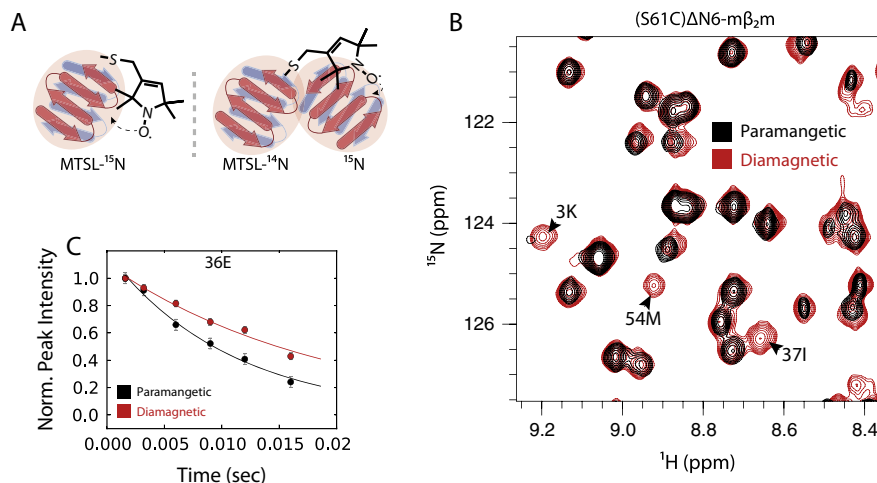 A
S
N
O.
MTSL-¹⁵N
S
N
O.
MTSL-¹⁴N
¹⁵N
B
(S61C)ΔN6-mβ₂m
Paramangetic
Diamagnetic
3K
54M
37I
122
124
126
¹⁵N (ppm)
9.2
9.0
8.8
8.6
8.4
¹H (ppm)
C
36E
1.0
0.8
0.6
0.4
0.2
0.0
Norm. Peak Intensity
Paramangetic
Diamagnetic
0.000
0.005
0.010
0.015
0.02
Time (sec)